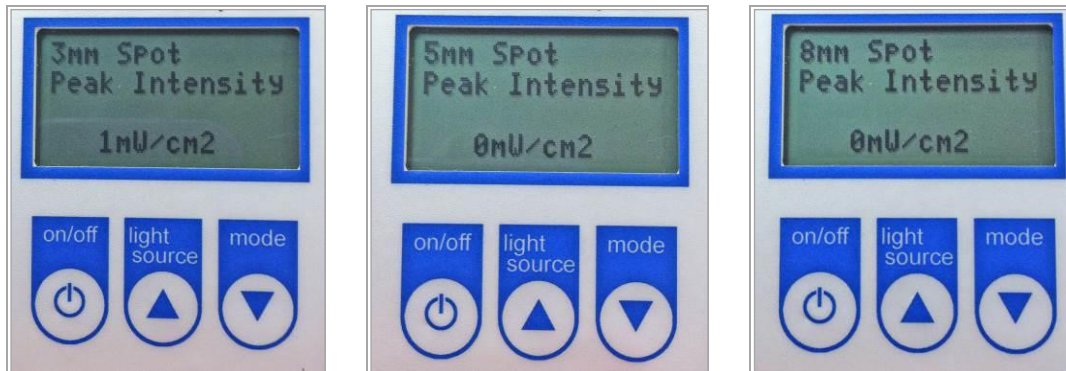 3mm Spot
Peak Intensity
1mW/cm2
on/off
light
source
mode
5mm Spot
Peak Intensity
0mW/cm2
on/off
light
source
mode
8mm Spot
Peak Intensity
0mW/cm2
on/off
light
source
mode